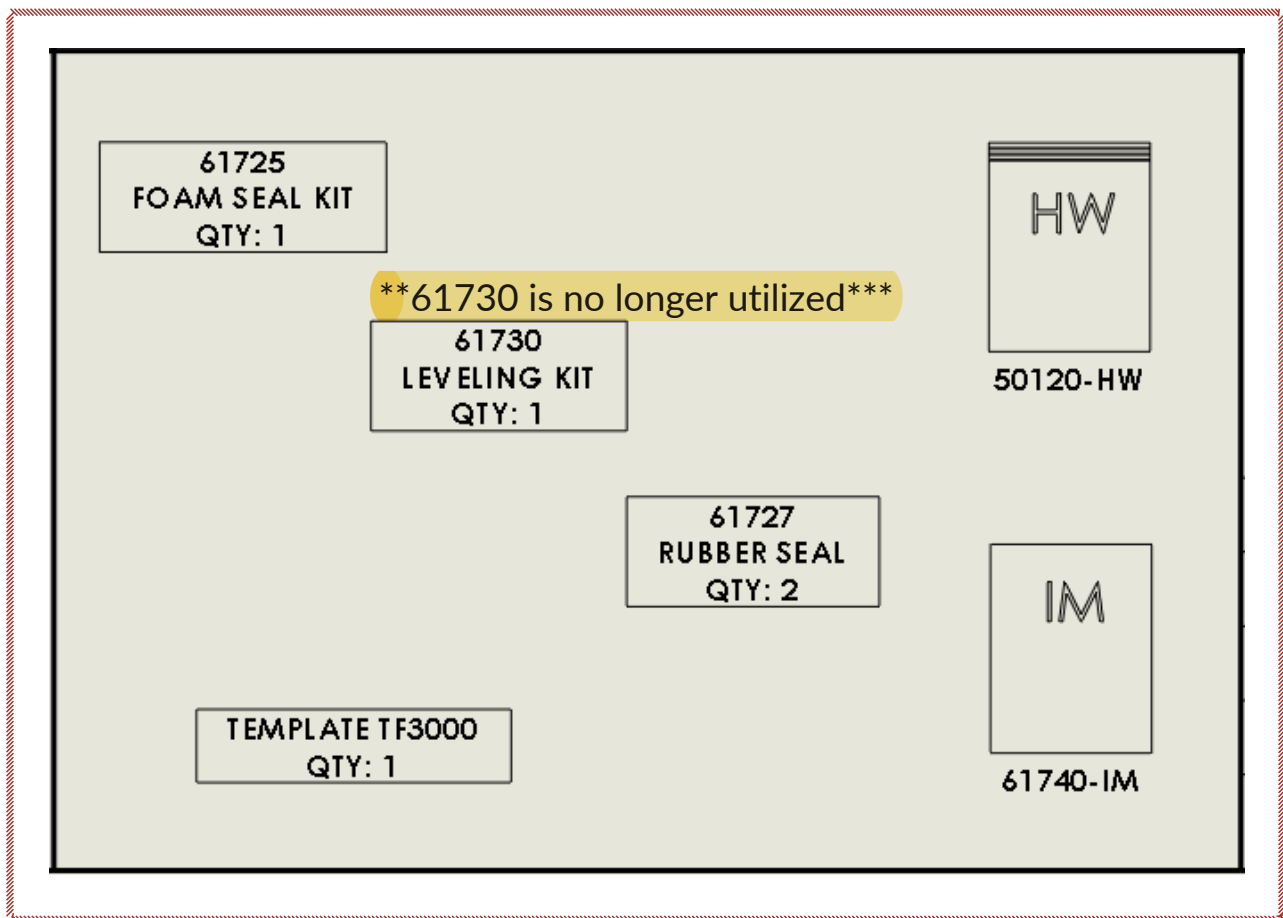 61725
FOAM SEAL KIT
QTY: 1
HW
50120-HW
**61730 is no longer utilized***
61730
LEVELING KIT
QTY: 1
61727
RUBBER SEAL
QTY: 2
IM
61740-IM
TEMPLATE TF3000
QTY: 1